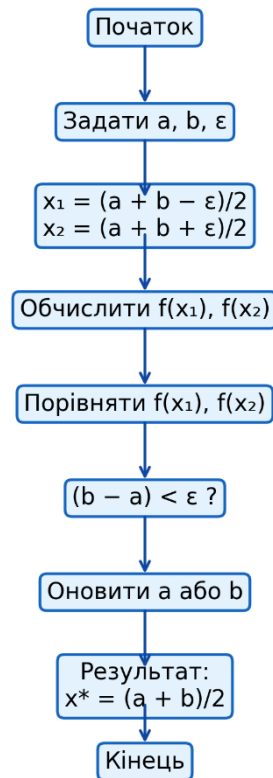 Початок
Задати a, b, ε
x₁ = (a + b − ε)/2
x₂ = (a + b + ε)/2
Обчислити f(x₁), f(x₂)
Порівняти f(x₁), f(x₂)
(b − a) < ε ?
Оновити a або b
Результат:
x* = (a + b)/2
Кінець